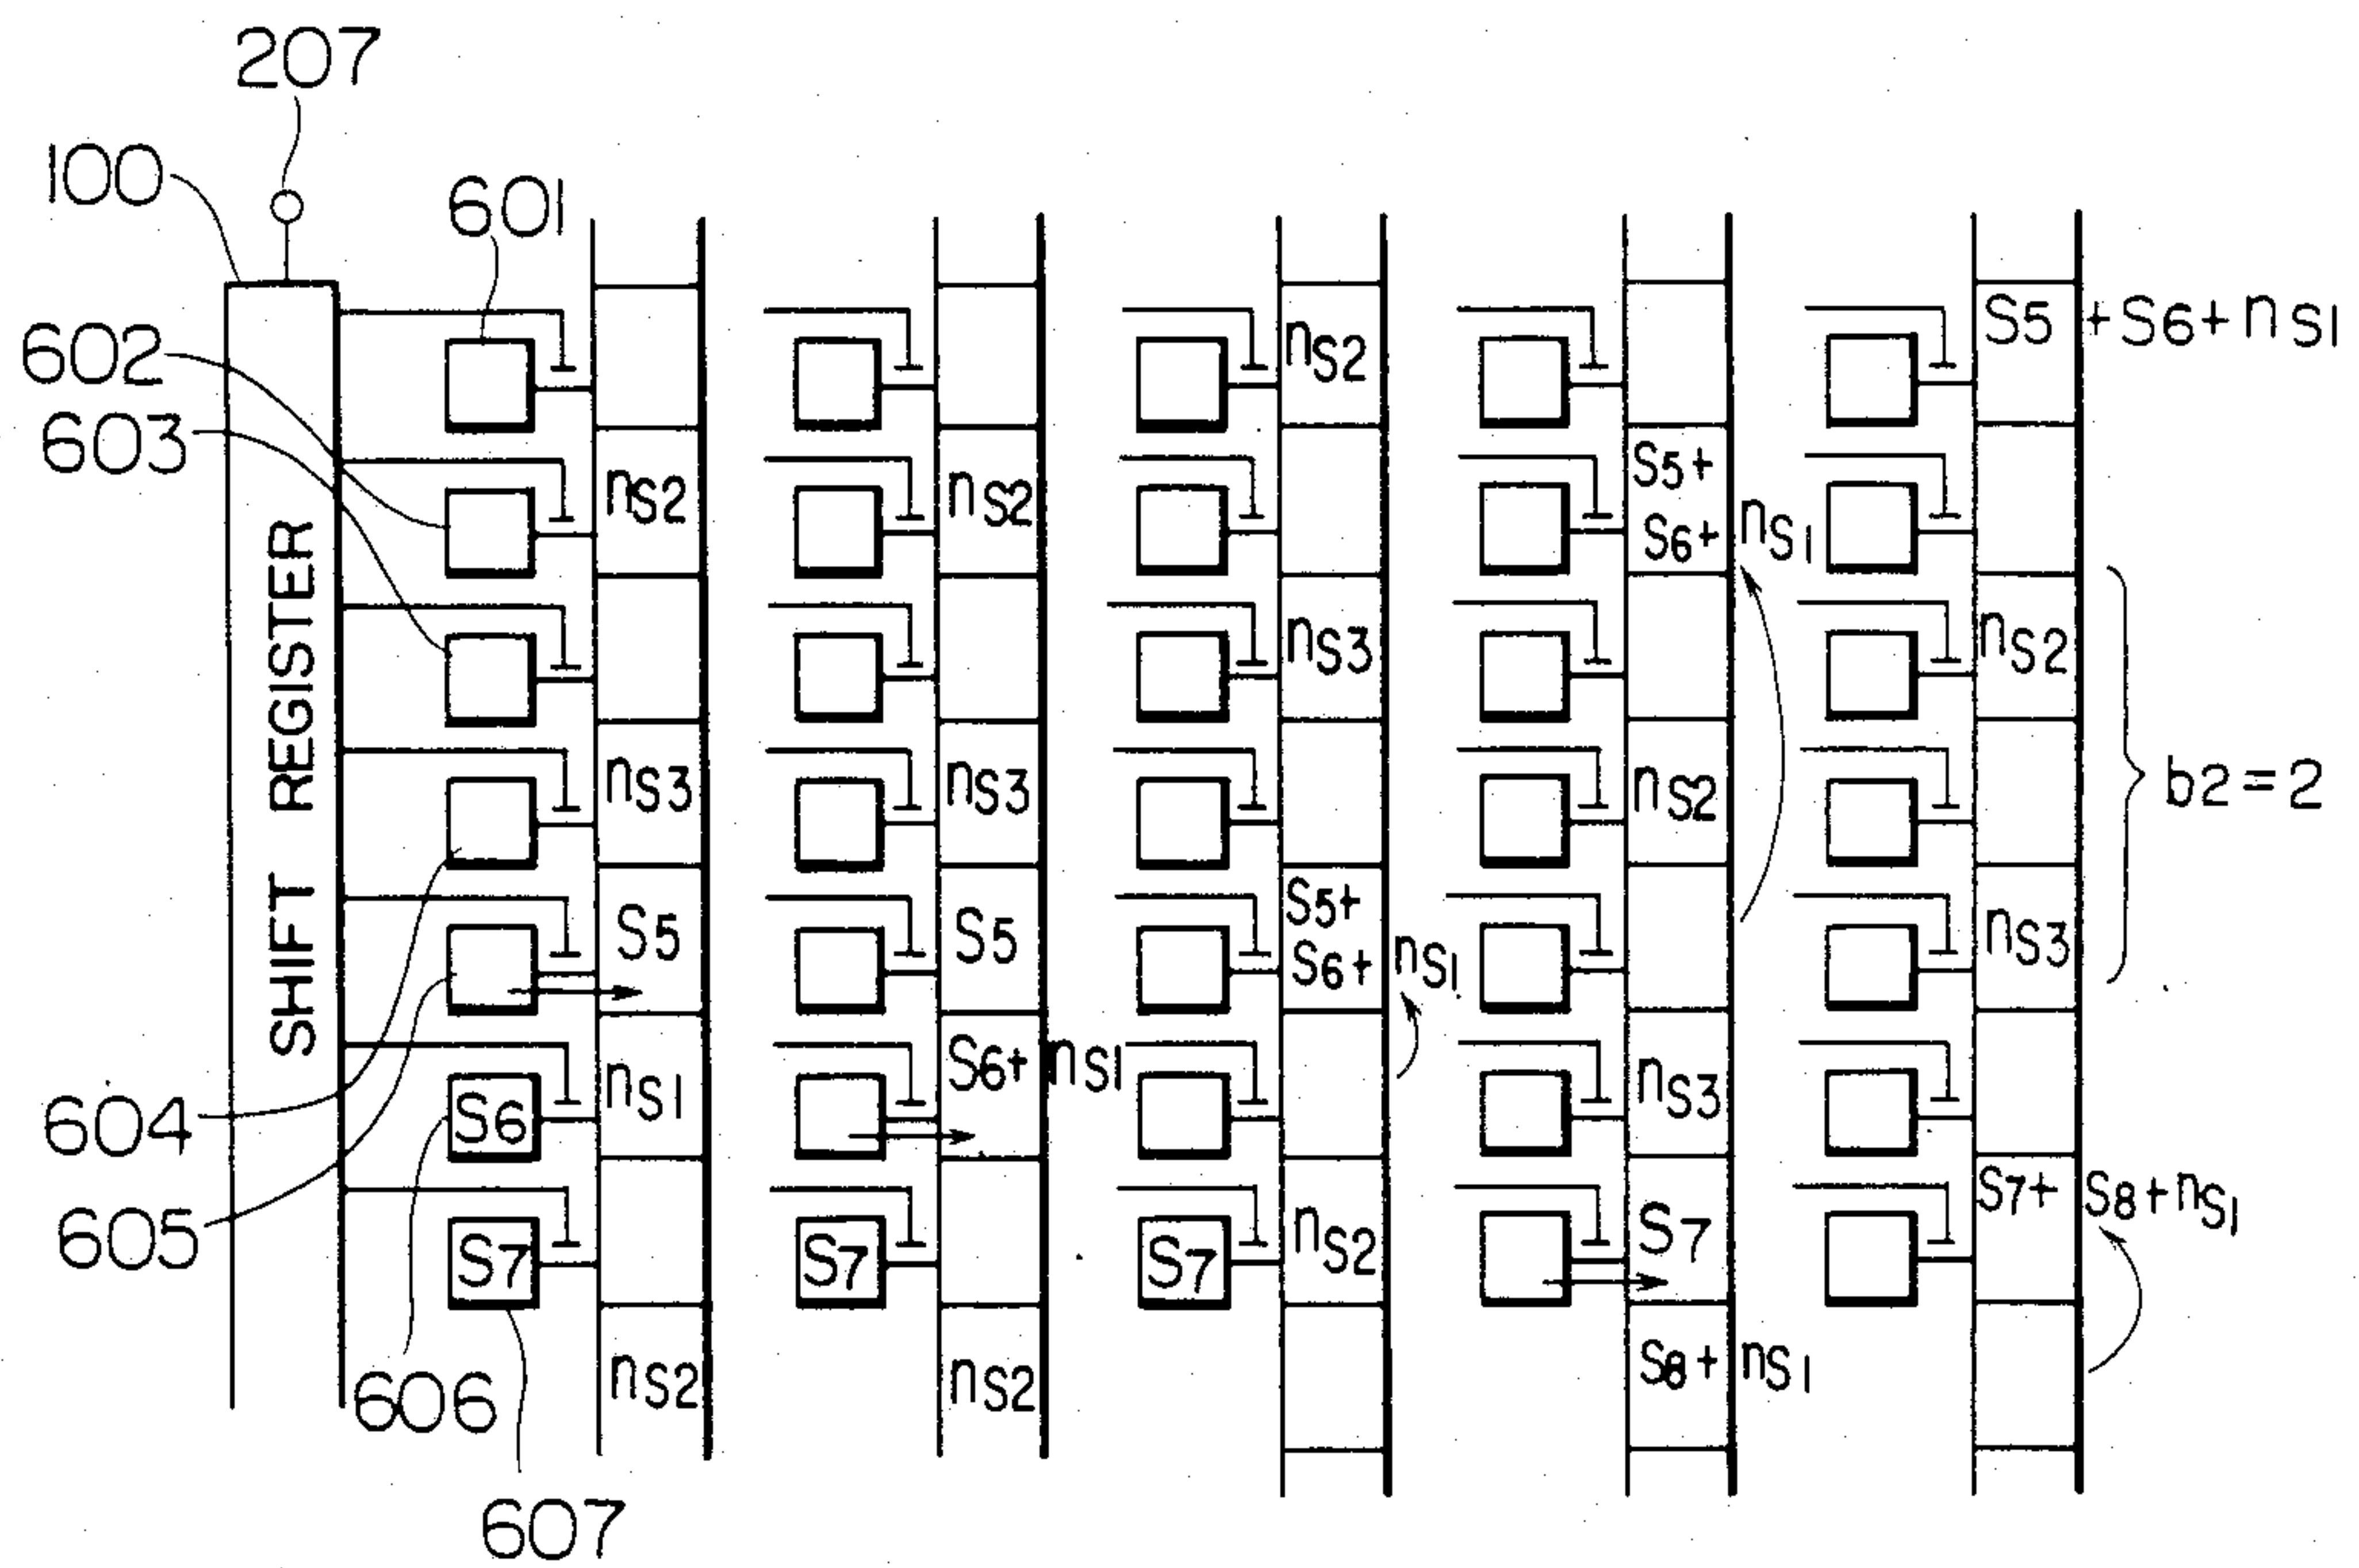 207
100
601
602
603
604
605
606
607
SHIFT REGISTER
nS2
nS3
S5
S6
nS1
S7
nS2
nS2
nS3
S5
S6+ nS1
S7
nS2
nS2
nS3
S5+
S6+ nS1
S7
nS2
S5+
S6+ nS1
nS2
nS3
S7
S8+ nS1
S5 +S6+nS1
nS2
nS3
b2=2
S7+ S8+nS1